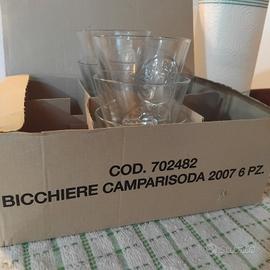 COD. 702482
BICCHIERE CAMPARISODA 2007 6 PZ.